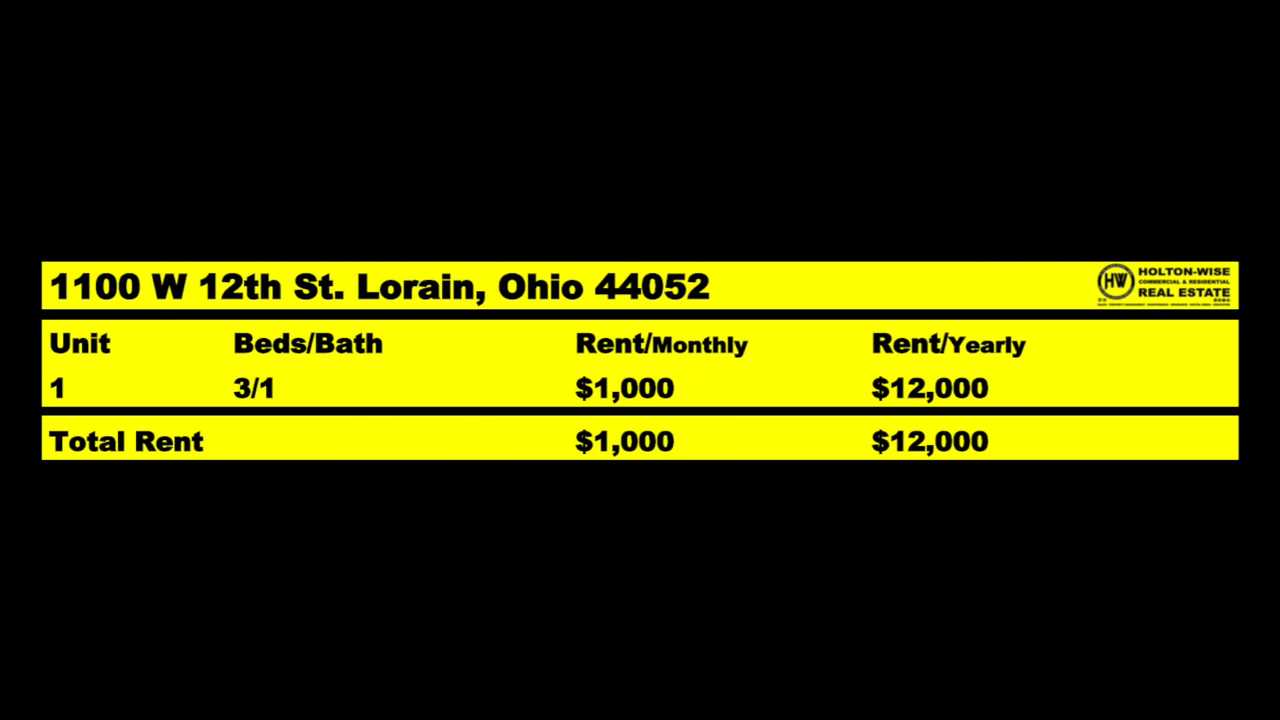 1100 W 12th St. Lorain, Ohio 44052
HW
HOLTON-WISE
COMMERCIAL & RESIDENTIAL
REAL ESTATE
Unit Beds/Bath Rent/Monthly Rent/Yearly
1 3/1 $1,000 $12,000
Total Rent $1,000 $12,000